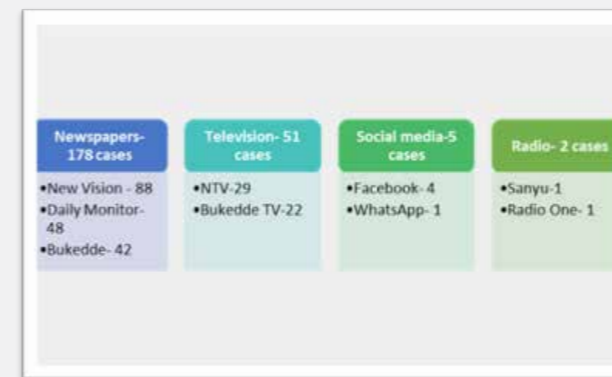 Newspapers-
178 cases
•New Vision - 88
•Daily Monitor-
48
•Bukedde- 42
Television- 51
cases
•NTV-29
•Bukedde TV-22
Social media-5
cases
•Facebook- 4
•WhatsApp- 1
Radio- 2 cases
•Sanyu-1
•Radio One- 1